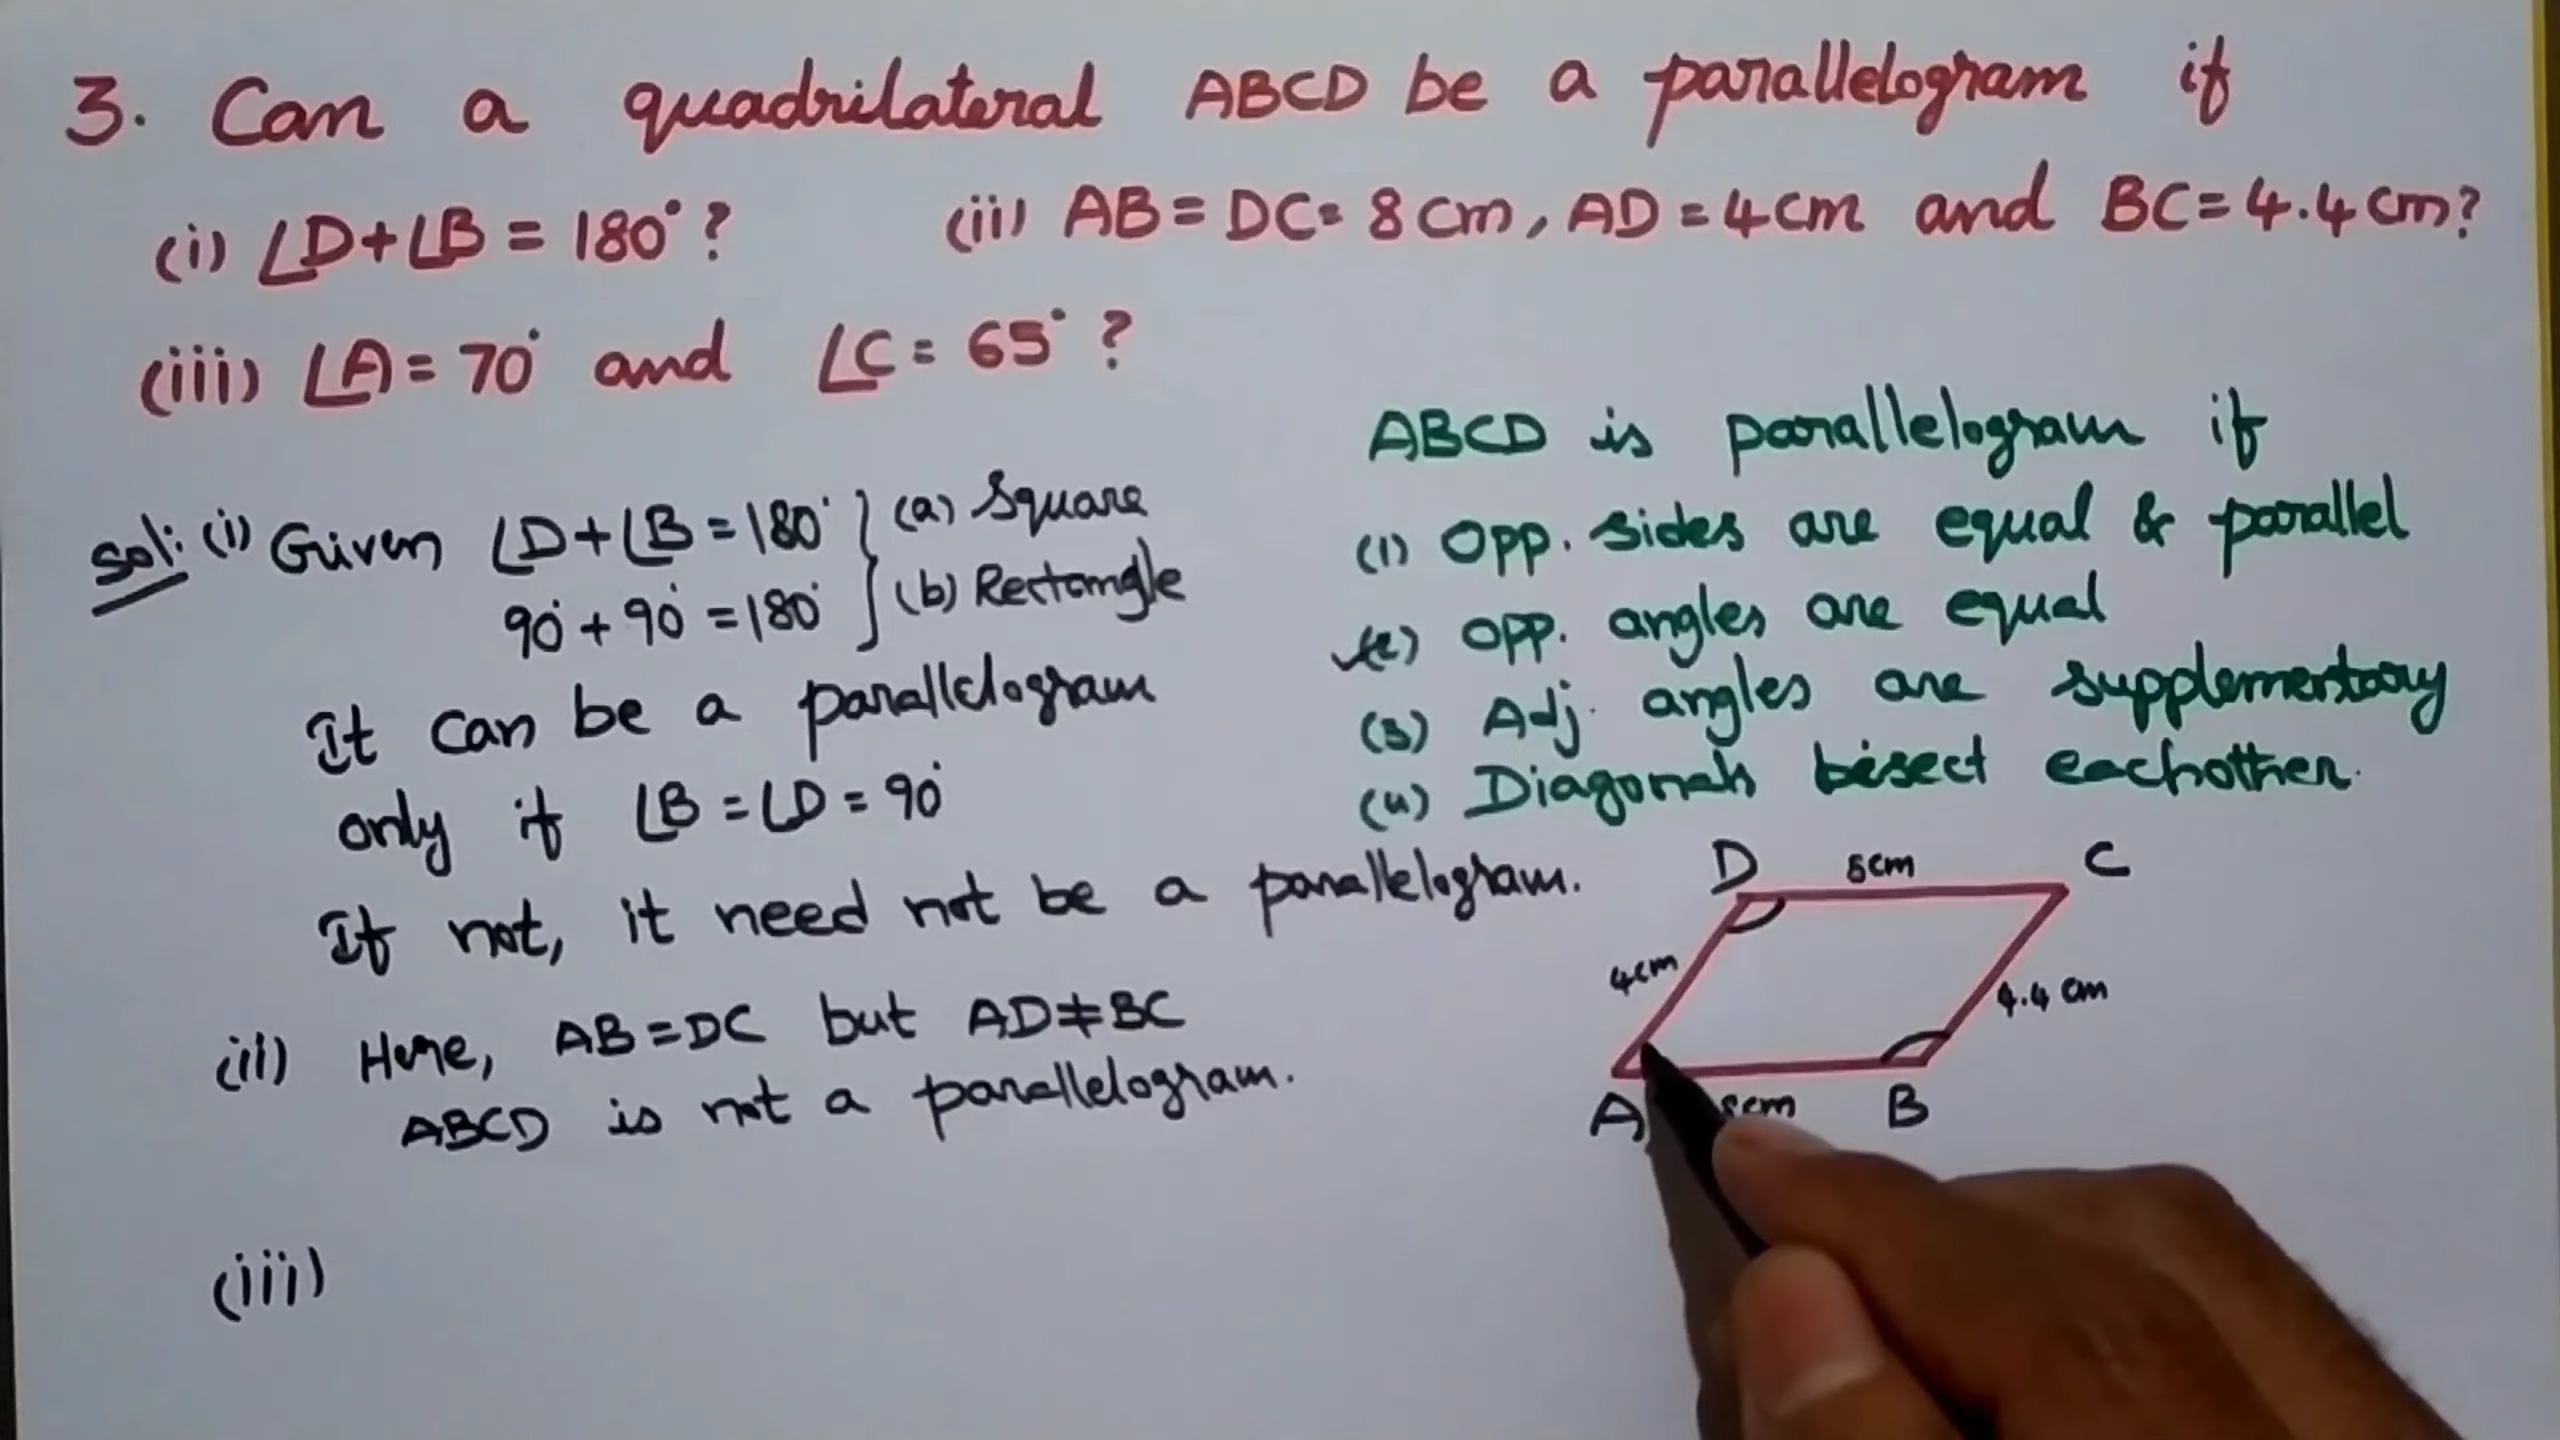 3. Can a quadrilateral ABCD be a parallelogram if
(i) ∠D+∠B = 180°? (ii) AB = DC = 8 cm, AD = 4 cm and BC = 4.4 cm?
(iii) ∠A = 70° and ∠C = 65° ?
ABCD is parallelogram if
(1) Opp. sides are equal & parallel
(2) Opp. angles are equal
(3) Adj. angles are supplementary
(4) Diagonals bisect eachother.
Sol: (i) Given ∠D+∠B = 180° } (a) Square
90° + 90° = 180° (b) Rectangle
It can be a parallelogram
only if ∠B = ∠D = 90°
If not, it need not be a parallelogram.
(ii) Here, AB = DC but AD ≠ BC
ABCD is not a parallelogram.
(iii)
D 8cm C
4cm 4.4 cm
A 8cm B